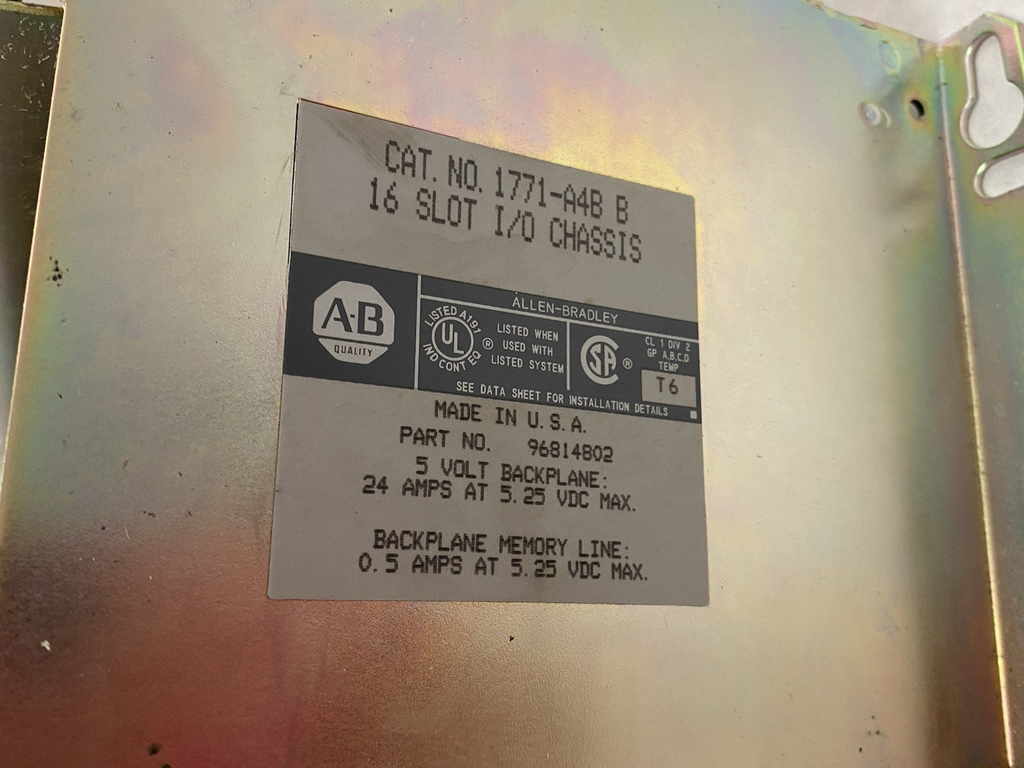 CAT. NO. 1771-A4B B
16 SLOT I/O CHASSIS
ALLEN-BRADLEY
A-B
QUALITY
LISTED A191
UL
IND CONT EQ
®
LISTED WHEN
USED WITH
LISTED SYSTEM
CSA
®
CL 1 DIV 2
GP A,B,C,D
TEMP
T6
SEE DATA SHEET FOR INSTALLATION DETAILS
MADE IN U.S.A.
PART NO. 96814802
5 VOLT BACKPLANE:
24 AMPS AT 5.25 VDC MAX.
BACKPLANE MEMORY LINE:
0.5 AMPS AT 5.25 VDC MAX.